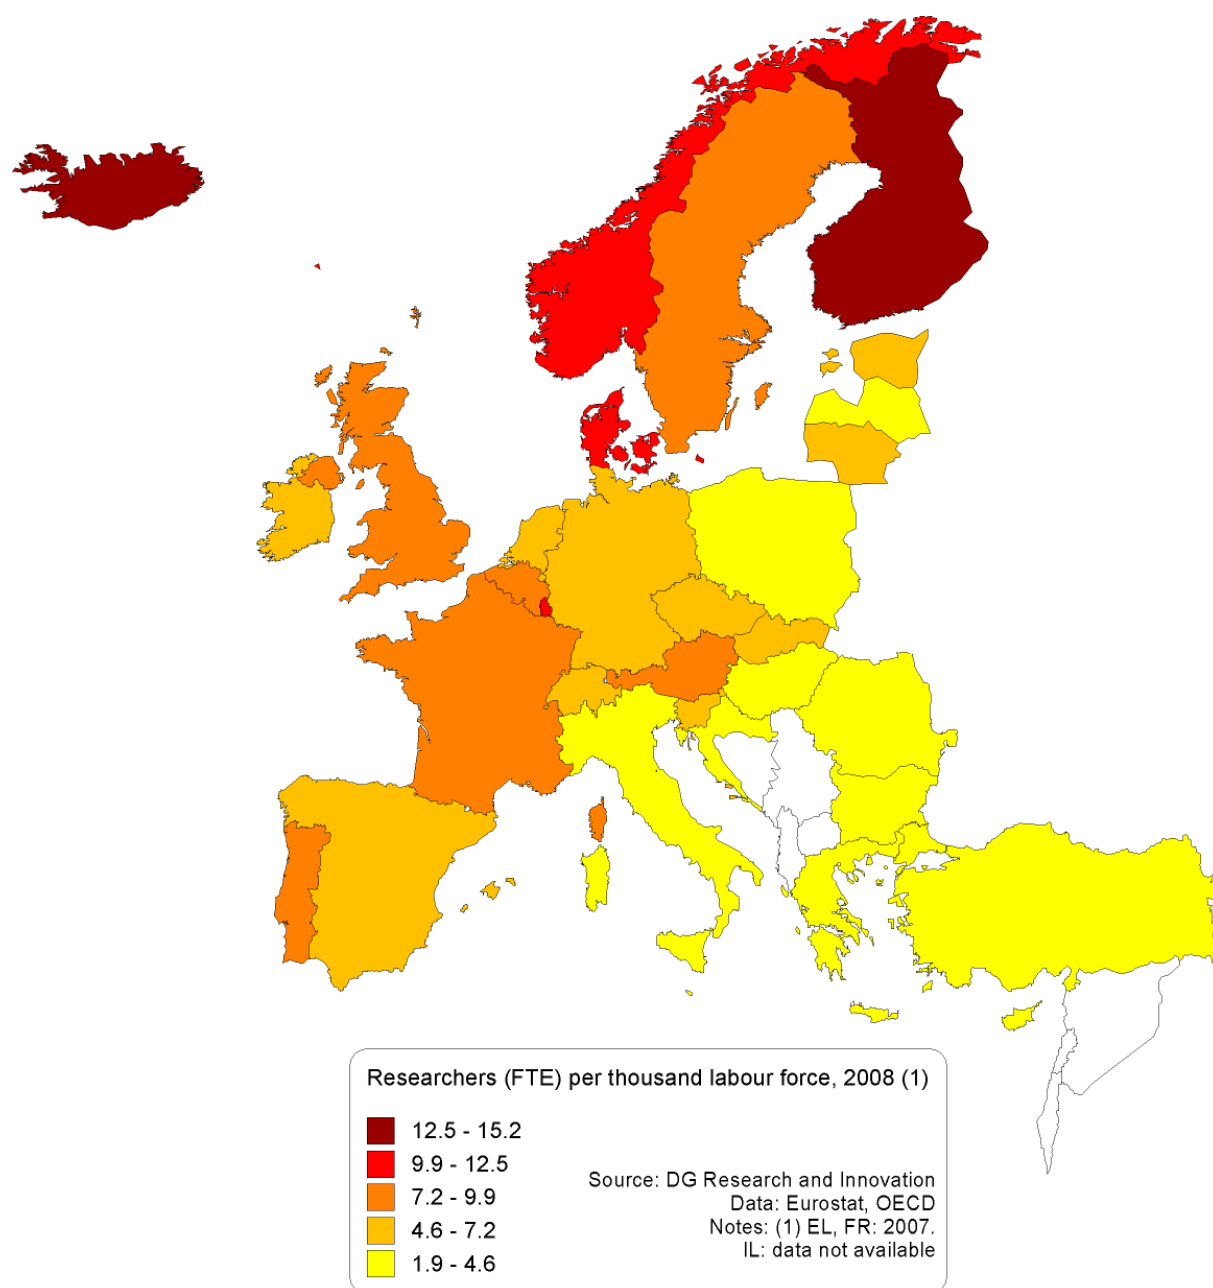 Researchers (FTE) per thousand labour force, 2008 (1)
12.5 - 15.2
9.9 - 12.5
7.2 - 9.9
4.6 - 7.2
1.9 - 4.6
Source: DG Research and Innovation
Data: Eurostat, OECD
Notes: (1) EL, FR: 2007.
IL: data not available